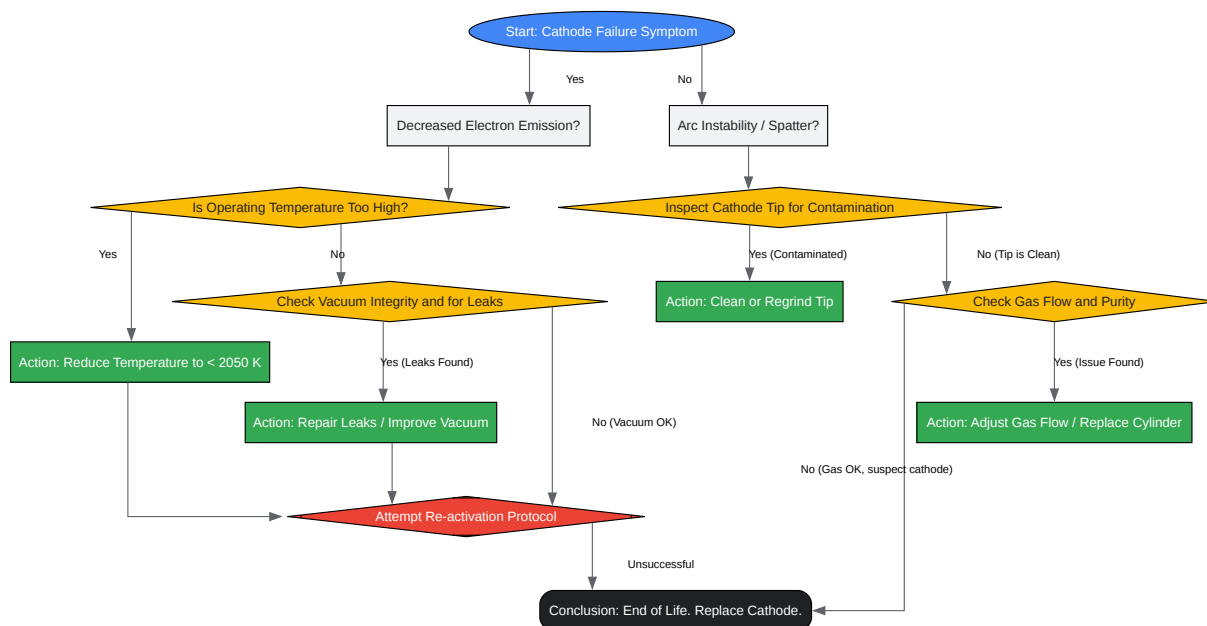 Start: Cathode Failure Symptom
Yes
No
Decreased Electron Emission?
Arc Instability / Spatter?
Is Operating Temperature Too High?
Inspect Cathode Tip for Contamination
Yes
No
Yes (Contaminated)
No (Tip is Clean)
Check Vacuum Integrity and for Leaks
Action: Clean or Regrind Tip
Check Gas Flow and Purity
Action: Reduce Temperature to < 2050 K
Yes (Leaks Found)
Yes (Issue Found)
Action: Repair Leaks / Improve Vacuum
No (Vacuum OK)
Action: Adjust Gas Flow / Replace Cylinder
No (Gas OK, suspect cathode)
Attempt Re-activation Protocol
Unsuccessful
Conclusion: End of Life. Replace Cathode.